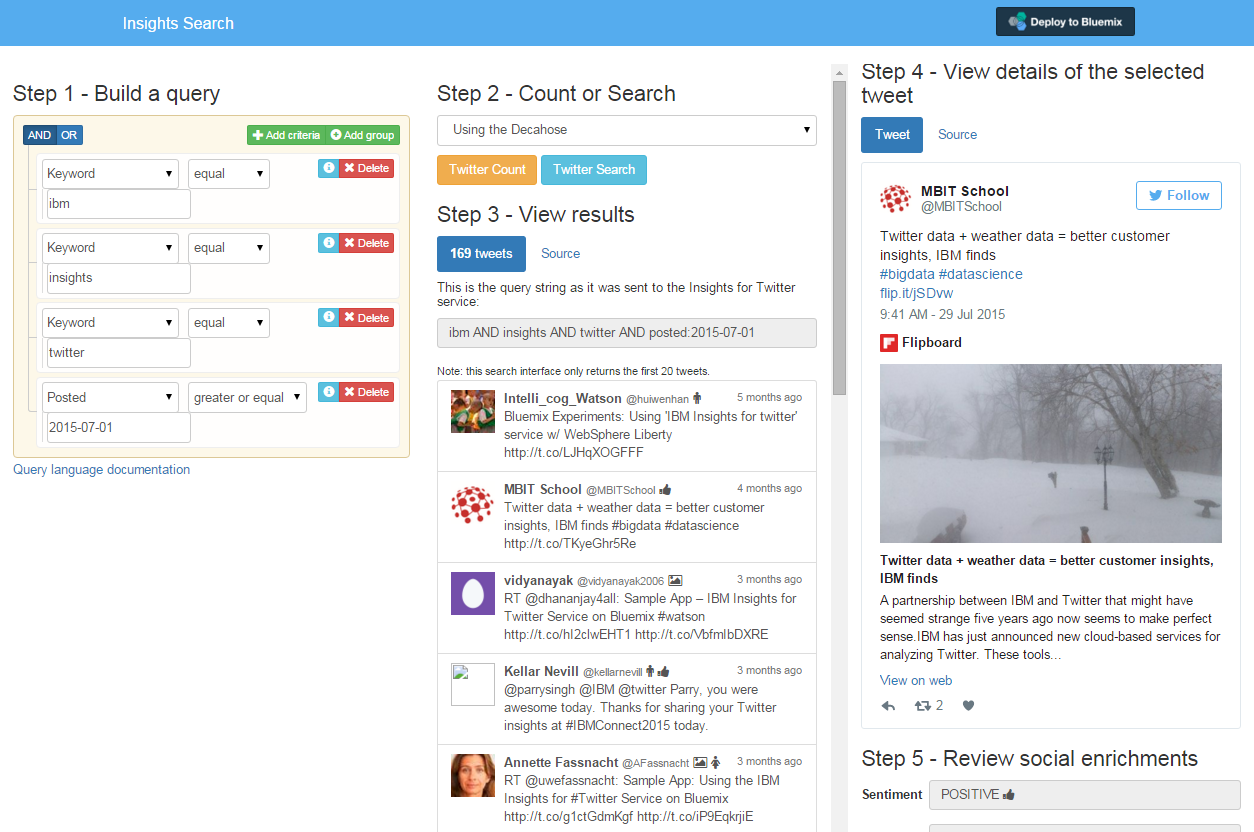 Insights Search
Deploy to Bluemix
Step 1 - Build a query
AND OR
Add criteria Add group
Keyword equal Delete
ibm
Keyword equal Delete
insights
Keyword equal Delete
twitter
Posted greater or equal Delete
2015-07-01
Query language documentation
Step 2 - Count or Search
Using the Decahose
Twitter Count Twitter Search
Step 3 - View results
169 tweets Source
This is the query string as it was sent to the Insights for Twitter
service:
ibm AND insights AND twitter AND posted:2015-07-01
Note: this search interface only returns the first 20 tweets.
Intelli_cog_Watson @huiwenhan 5 months ago
Bluemix Experiments: Using 'IBM Insights for twitter'
service w/ WebSphere Liberty
http://t.co/LJHqXOGFFF
MBIT School @MBITSchool 4 months ago
Twitter data + weather data = better customer
insights, IBM finds #bigdata #datascience
http://t.co/TKyeGhr5Re
vidyanayak @vidyanayak2006 3 months ago
RT @dhananjay4all: Sample App – IBM Insights for
Twitter Service on Bluemix #watson
http://t.co/hI2clwEHT1 http://t.co/VbfmIbDXRE
Kellar Nevill @kellarnevill 3 months ago
@parrysingh @IBM @twitter Parry, you were
awesome today. Thanks for sharing your Twitter
insights at #IBMConnect2015 today.
Annette Fassnacht @AFassnacht 3 months ago
RT @uwefassnacht: Sample App: Using the IBM
Insights for #Twitter Service on Bluemix
http://t.co/g1ctGdmKgf http://t.co/iP9EqkrjiE
Step 4 - View details of the selected
tweet
Tweet Source
MBIT School
@MBITSchool
Follow
Twitter data + weather data = better customer
insights, IBM finds
#bigdata #datascience
flip.it/jSDvw
9:41 AM - 29 Jul 2015
Flipboard
Twitter data + weather data = better customer insights,
IBM finds
A partnership between IBM and Twitter that might have
seemed strange five years ago now seems to make perfect
sense.IBM has just announced new cloud-based services for
analyzing Twitter. These tools...
View on web
2
Step 5 - Review social enrichments
Sentiment POSITIVE